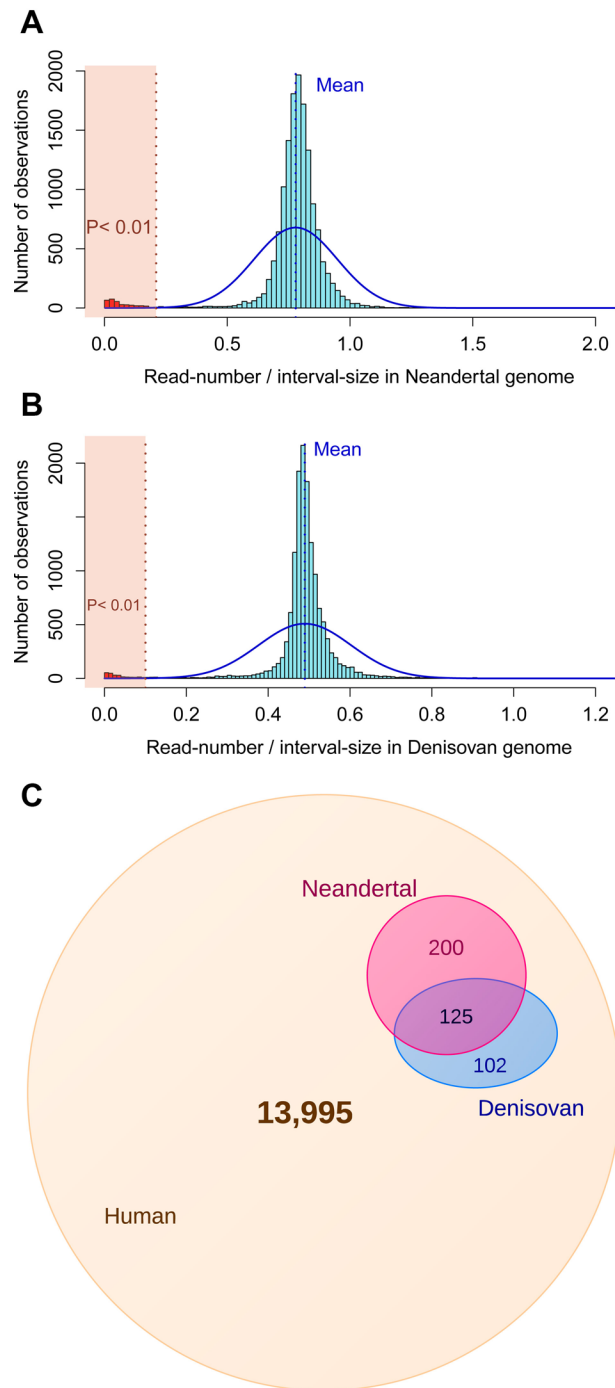 A
Number of observations
2000
1500
1000
500
0
Mean
P< 0.01
0.0
0.5
1.0
1.5
2.0
Read-number / interval-size in Neandertal genome
B
Number of observations
2000
1000
500
0
Mean
P< 0.01
0.0
0.2
0.4
0.6
0.8
1.0
1.2
Read-number / interval-size in Denisovan genome
C
Neandertal
200
125
102
Denisovan
13,995
Human